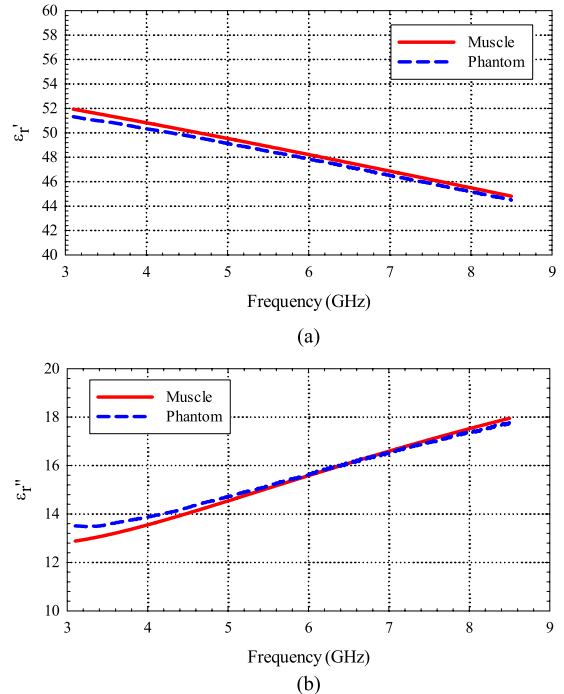 60
58
56
54
52
50
48
46
44
42
40
εr'
Muscle
Phantom
3 4 5 6 7 8 9
Frequency (GHz)
(a)
20
18
16
14
12
10
εr"
Muscle
Phantom
3 4 5 6 7 8 9
Frequency (GHz)
(b)